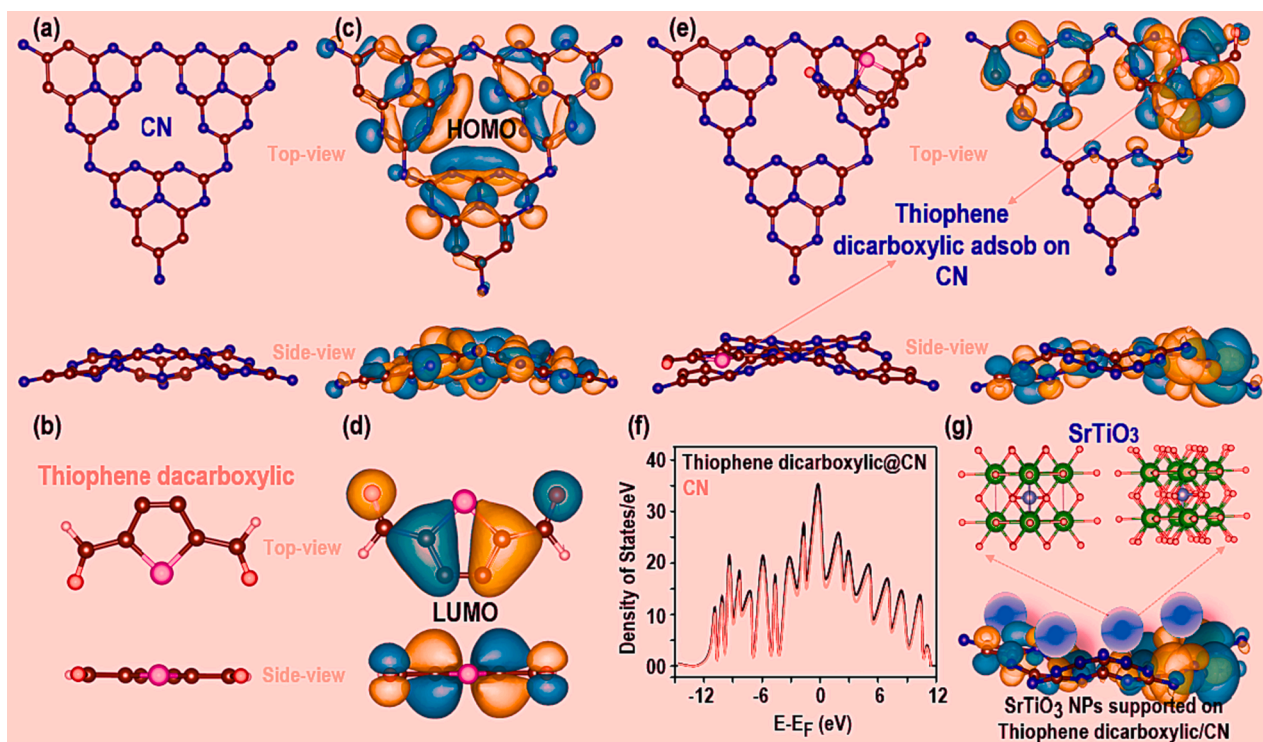 (a)
CN
(c)
HOMO
Top-view
Side-view
(e)
Top-view
Thiophene
dicarboxylic adsob on
CN
Side-view
(b)
Thiophene dacarboxylic
Top-view
Side-view
(d)
LUMO
(f)
Thiophene dicarboxylic@CN
CN
Density of States/eV
40
30
20
10
00
-12 -6 0 6 12
E-EF (eV)
(g)
SrTiO3
SrTiO3 NPs supported on
Thiophene dicarboxylic/CN